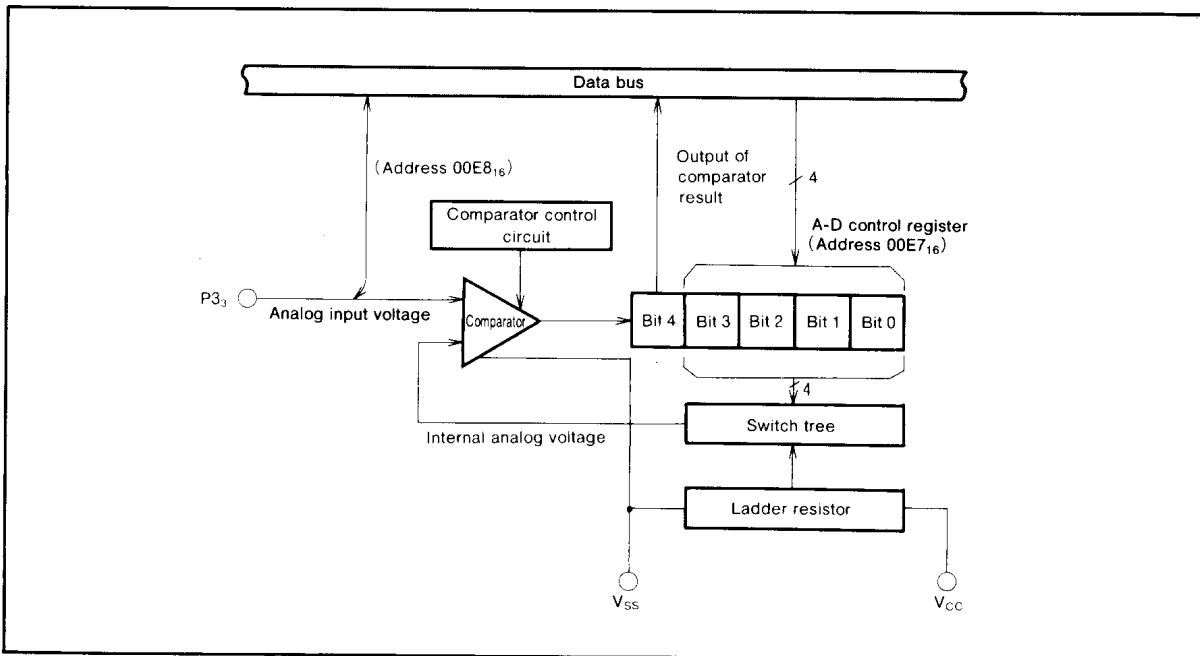 Data bus
(Address 00E8₁₆)
Output of
comparator
result
4
Comparator control
circuit
A-D control register
(Address 00E7₁₆)
P3₃
Analog input voltage
Comparator
Bit 4
Bit 3
Bit 2
Bit 1
Bit 0
4
Switch tree
Internal analog voltage
Ladder resistor
V_SS
V_CC